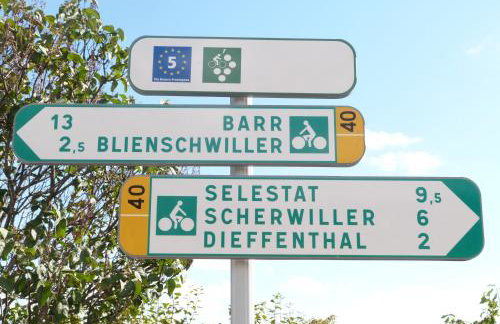 5
13 BARR 40
2,5 BLIENSCHWILLER
40 SELESTAT 9,5
SCHERWILLER 6
DIEFFENTHAL 2